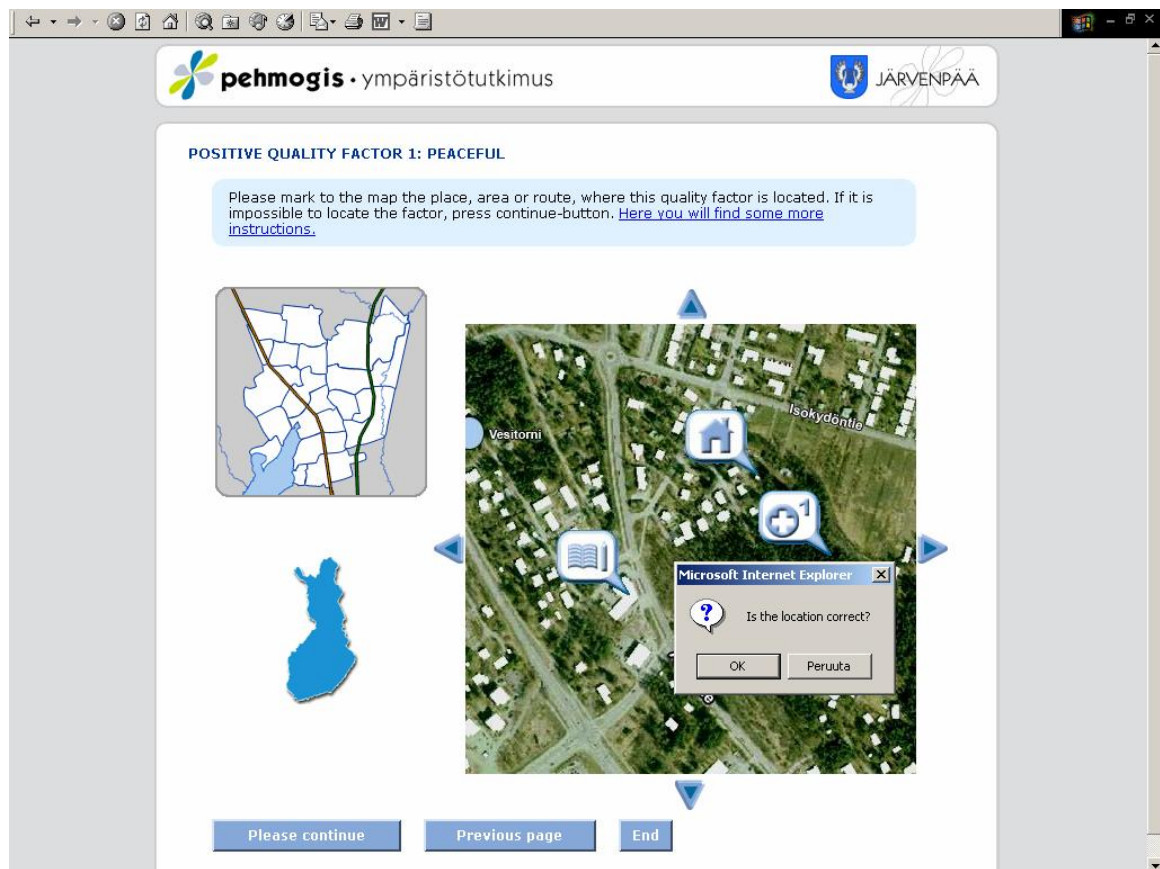 pehmogis · ympäristötutkimus
JÄRVENPÄÄ
POSITIVE QUALITY FACTOR 1: PEACEFUL
Please mark to the map the place, area or route, where this quality factor is located. If it is
impossible to locate the factor, press continue-button. Here you will find some more
instructions.
Isokydöntie
Vesitorni
1
Microsoft Internet Explorer
Is the location correct?
OK
Peruuta
Please continue
Previous page
End